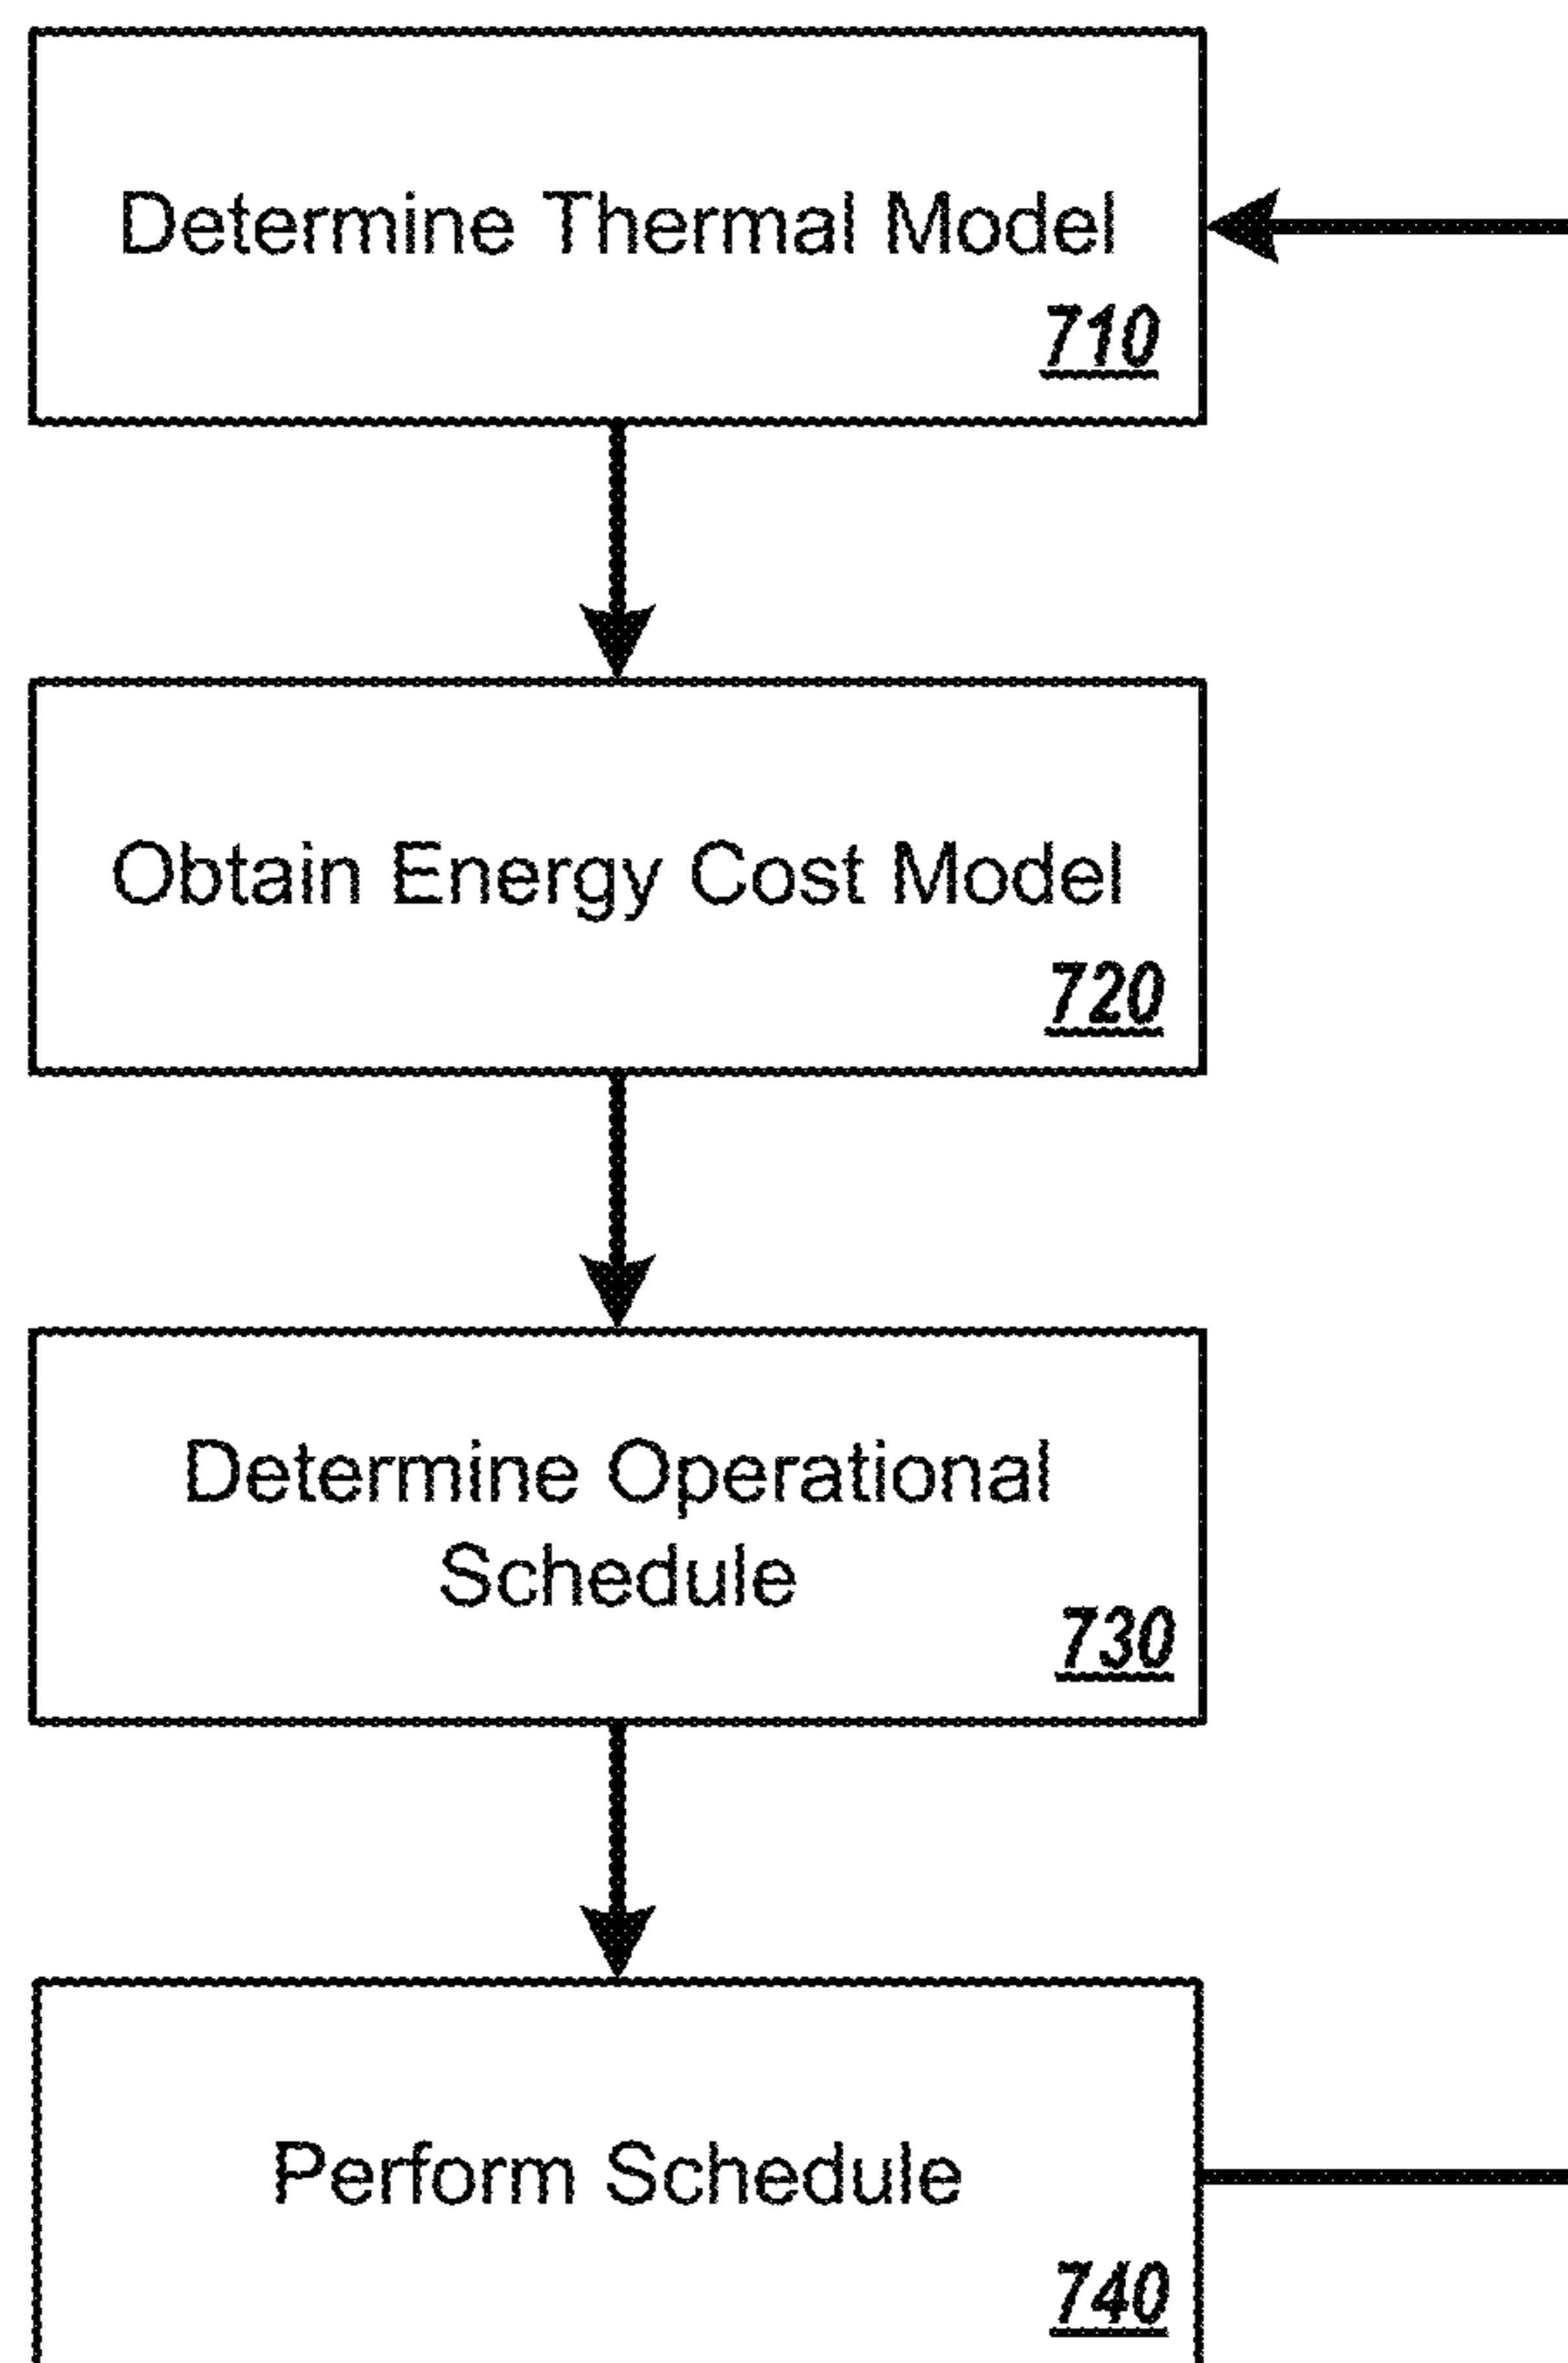 Determine Thermal Model
710
Obtain Energy Cost Model
720
Determine Operational
Schedule
730
Perform Schedule
740